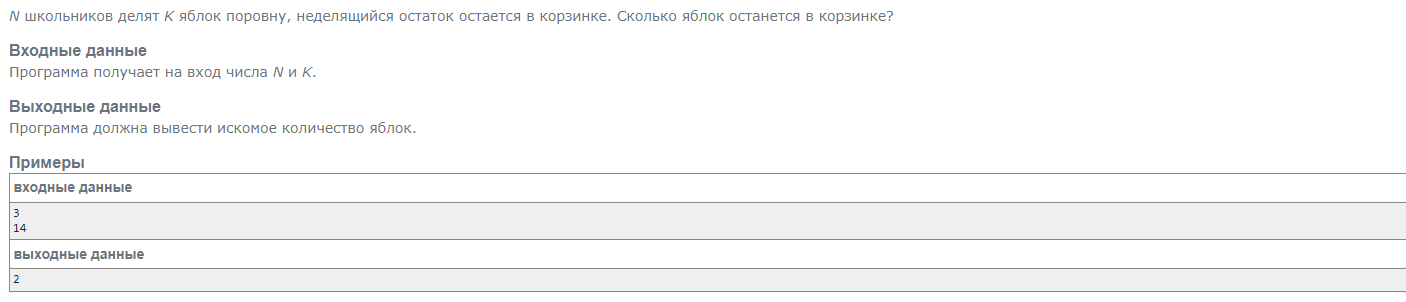 N школьников делят K яблок поровну, неделящийся остаток остается в корзинке. Сколько яблок останется в корзинке?
Входные данные
Программа получает на вход числа N и K.
Выходные данные
Программа должна вывести искомое количество яблок.
Примеры
входные данные
3
14
выходные данные
2